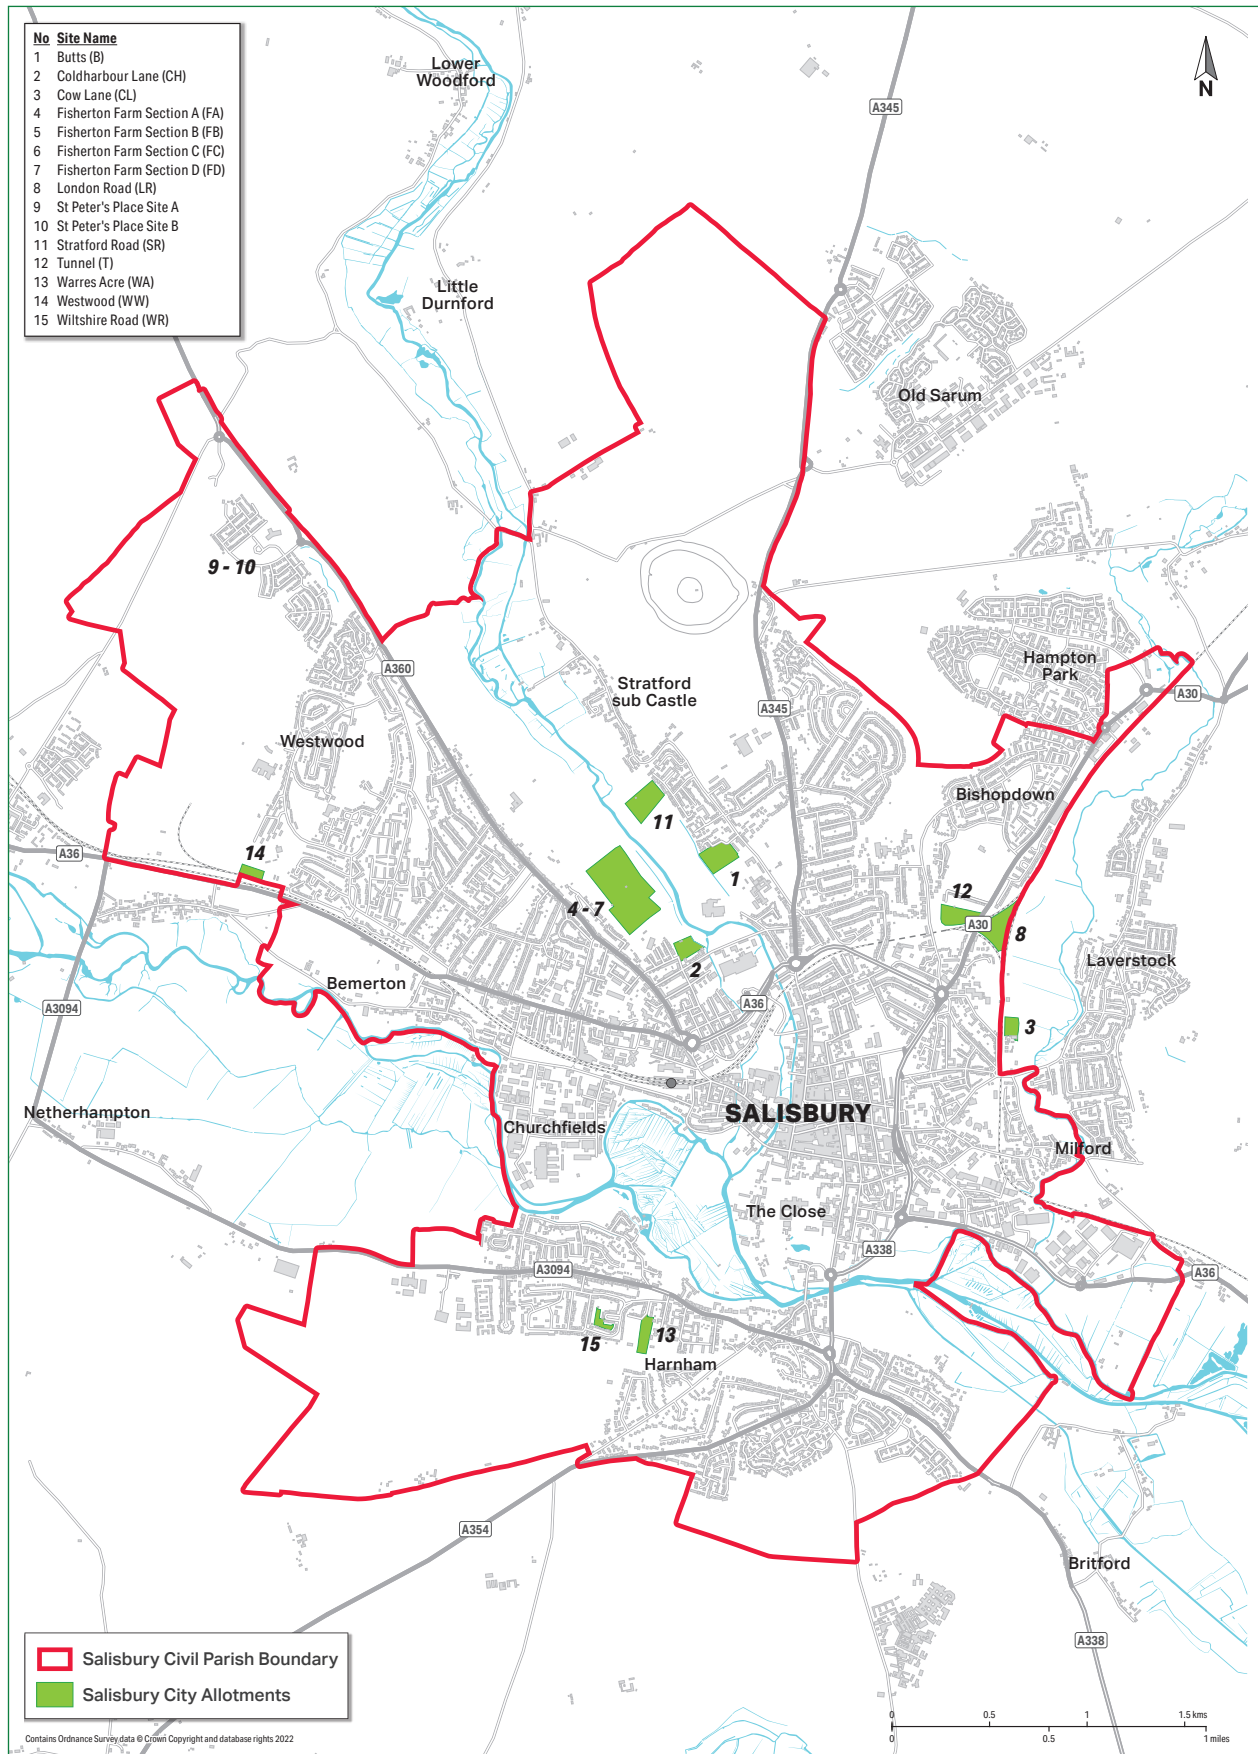 No Site Name
1 Butts (B)
2 Coldharbour Lane (CH)
3 Cow Lane (CL)
4 Fisherton Farm Section A (FA)
5 Fisherton Farm Section B (FB)
6 Fisherton Farm Section C (FC)
7 Fisherton Farm Section D (FD)
8 London Road (LR)
9 St Peter's Place Site A
10 St Peter's Place Site B
11 Stratford Road (SR)
12 Tunnel (T)
13 Warres Acre (WA)
14 Westwood (WW)
15 Wiltshire Road (WR)
Lower
Woodford
A345
N
Little
Durnford
Old Sarum
9 - 10
A360
Hampton
Park
A30
Stratford
sub Castle
A345
Westwood
Bishopdown
11
A36
14
1
12
4 - 7
A30
8
2
Laverstock
Bemerton
A36
A3094
3
Netherhampton
SALISBURY
Churchfields
Milford
The Close
A338
A3094
A36
15
13
Harnham
A354
Britford
A338
Salisbury Civil Parish Boundary
Salisbury City Allotments
Contains Ordnance Survey data © Crown Copyright and database rights 2022
0 0.5 1 1.5 kms
0 0.5 1 miles